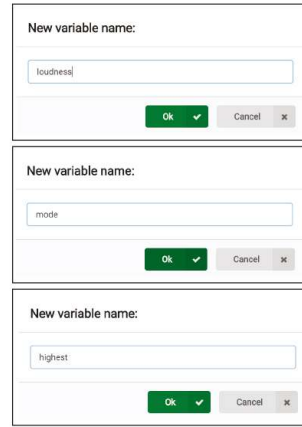 New variable name:
loudness
Ok ✔ Cancel ✖
New variable name:
mode
Ok ✔ Cancel ✖
New variable name:
highest
Ok ✔ Cancel ✖